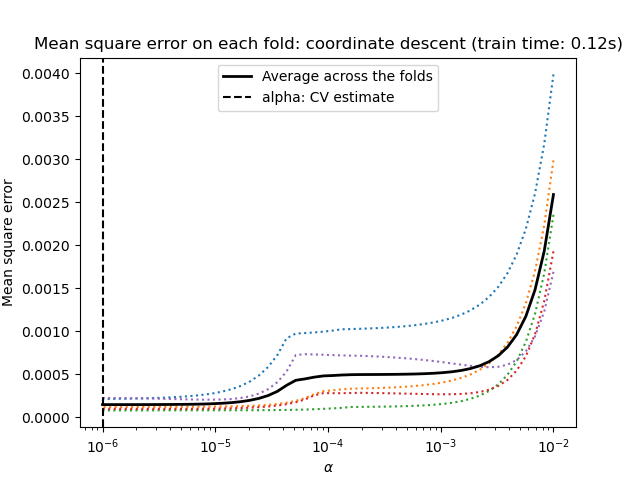 Mean square error on each fold: coordinate descent (train time: 0.12s)
Average across the folds
alpha: CV estimate
Mean square error
0.0040
0.0035
0.0030
0.0025
0.0020
0.0015
0.0010
0.0005
0.0000
10⁻⁶ 10⁻⁵ 10⁻⁴ 10⁻³ 10⁻²
α